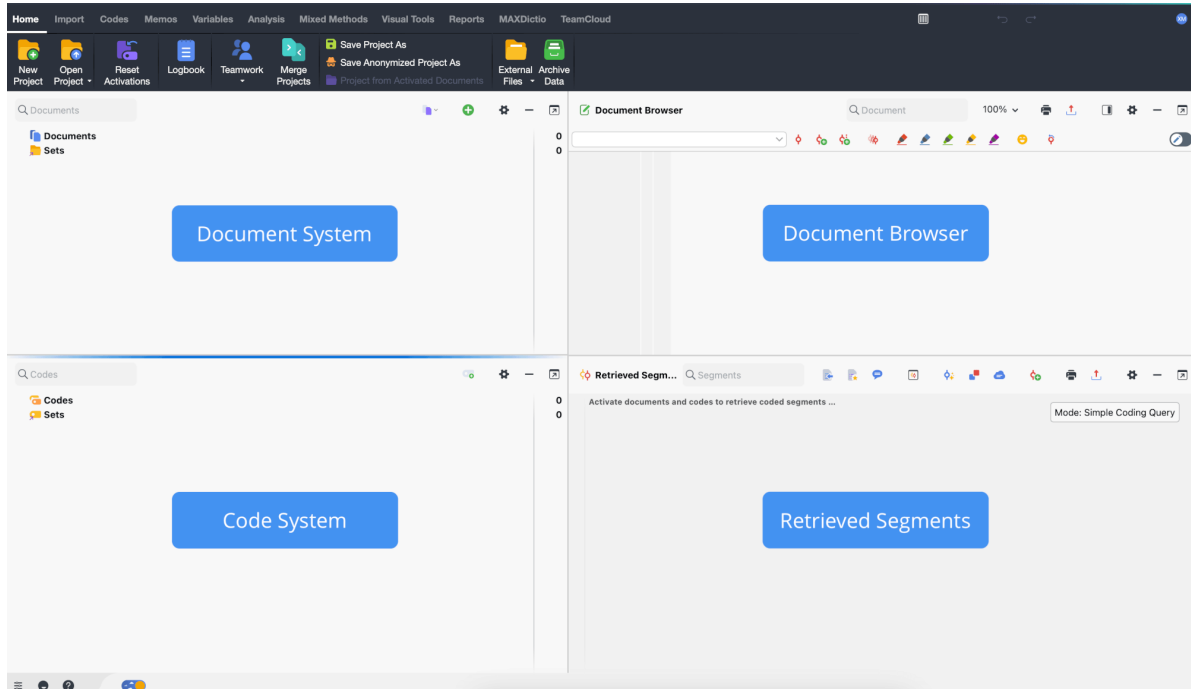 Home Import Codes Memos Variables Analysis Mixed Methods Visual Tools Reports MAXDictio TeamCloud
XM
New Project
Open Project
Reset Activations
Logbook
Teamwork
Merge Projects
Save Project As
Save Anonymized Project As
Project from Activated Documents
External Files
Archive Data
Documents
Documents 0
Sets 0
Document System
Document Browser
Document
100%
Document Browser
Codes
Codes 0
Sets 0
Code System
Retrieved Segm...
Segments
Activate documents and codes to retrieve coded segments ...
Mode: Simple Coding Query
Retrieved Segments